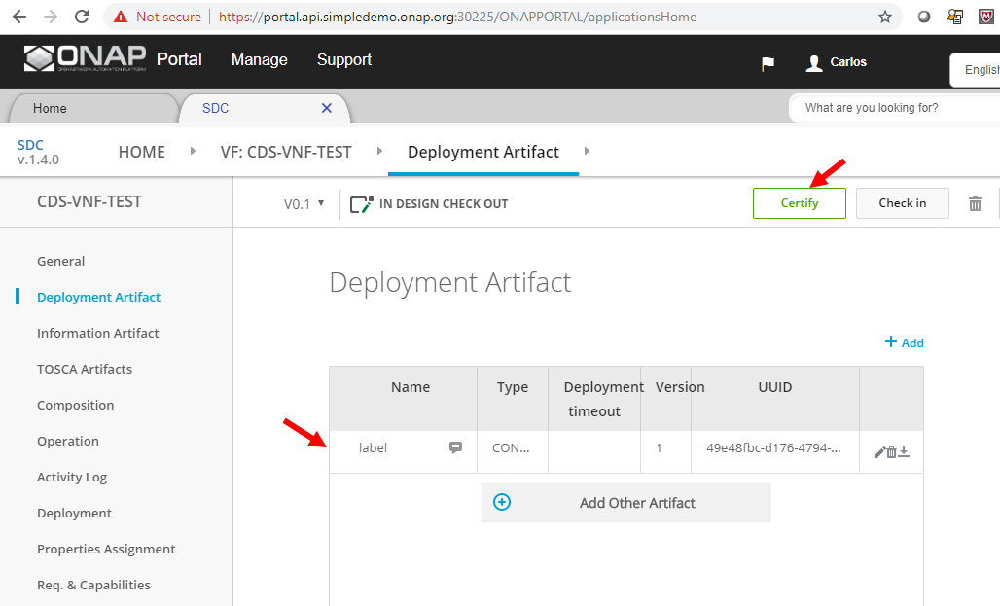 Not secure | https://portal.api.simpledemo.onap.org:30225/ONAPPORTAL/applicationsHome
ONAP Portal Manage Support Carlos English
Home SDC What are you looking for?
SDC
v.1.4.0
HOME VF: CDS-VNF-TEST Deployment Artifact
CDS-VNF-TEST V0.1 IN DESIGN CHECK OUT Certify Check in
General
Deployment Artifact
Information Artifact
TOSCA Artifacts
Composition
Operation
Activity Log
Deployment
Properties Assignment
Req. & Capabilities
Deployment Artifact
+ Add
Name Type Deployment timeout Version UUID
label CON... 1 49e48fbc-d176-4794-...
Add Other Artifact